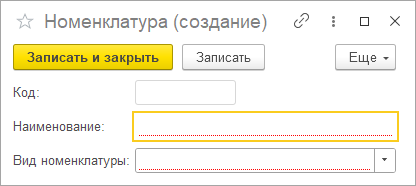 Номенклатура (создание)
Записать и закрыть Записать Еще
Код:
Наименование:
Вид номенклатуры: